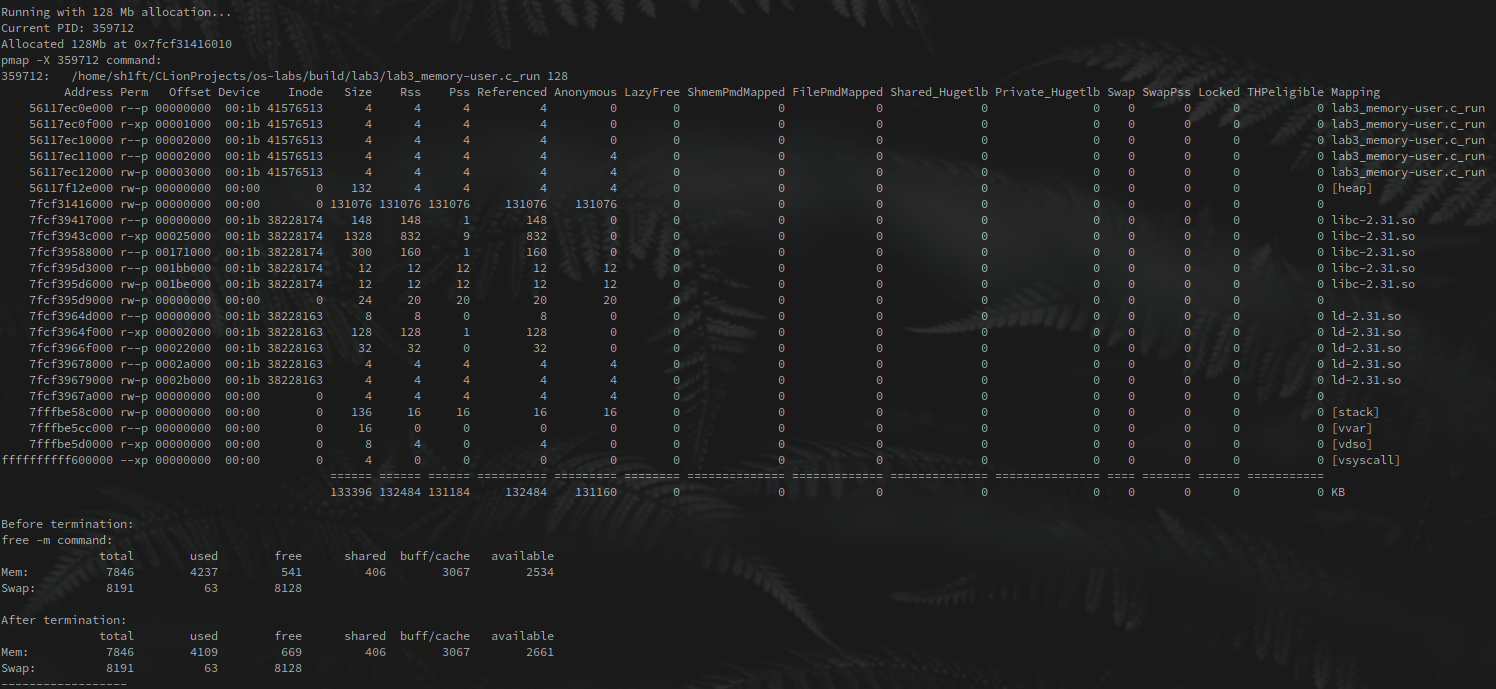 Running with 128 Mb allocation...
Current PID: 359712
Allocated 128Mb at 0x7fcf31416010
pmap -X 359712 command:
359712:   /home/sh1ft/CLionProjects/os-labs/build/lab3/lab3_memory-user.c_run 128
Address Perm Offset Device Inode Size Rss Pss Referenced Anonymous LazyFree ShmemPmdMapped FilePmdMapped Shared_Hugetlb Private_Hugetlb Swap SwapPss Locked THPeligible Mapping
56117ec0e000 r--p 00000000 00:1b 41576513 4 4 4 4 0 0 0 0 0 0 0 0 0 0 lab3_memory-user.c_run
56117ec0f000 r-xp 00001000 00:1b 41576513 4 4 4 4 0 0 0 0 0 0 0 0 0 0 lab3_memory-user.c_run
56117ec10000 r--p 00002000 00:1b 41576513 4 4 4 4 0 0 0 0 0 0 0 0 0 0 lab3_memory-user.c_run
56117ec11000 r--p 00002000 00:1b 41576513 4 4 4 4 4 0 0 0 0 0 0 0 0 0 lab3_memory-user.c_run
56117ec12000 rw-p 00003000 00:1b 41576513 4 4 4 4 4 0 0 0 0 0 0 0 0 0 lab3_memory-user.c_run
56117f12e000 rw-p 00000000 00:00 0 132 4 4 4 4 0 0 0 0 0 0 0 0 0 [heap]
7fcf31416000 rw-p 00000000 00:00 0 131076 131076 131076 131076 131076 0 0 0 0 0 0 0 0 0
7fcf39417000 r--p 00000000 00:1b 38228174 148 148 1 148 0 0 0 0 0 0 0 0 0 0 libc-2.31.so
7fcf3943c000 r-xp 00025000 00:1b 38228174 1328 832 9 832 0 0 0 0 0 0 0 0 0 0 libc-2.31.so
7fcf39588000 r--p 00171000 00:1b 38228174 300 160 1 160 0 0 0 0 0 0 0 0 0 0 libc-2.31.so
7fcf395d3000 r--p 001bb000 00:1b 38228174 12 12 12 12 12 0 0 0 0 0 0 0 0 0 libc-2.31.so
7fcf395d6000 rw-p 001be000 00:1b 38228174 12 12 12 12 12 0 0 0 0 0 0 0 0 0 libc-2.31.so
7fcf395d9000 rw-p 00000000 00:00 0 24 20 20 20 20 0 0 0 0 0 0 0 0 0
7fcf3964d000 r--p 00000000 00:1b 38228163 8 8 0 8 0 0 0 0 0 0 0 0 0 0 ld-2.31.so
7fcf3964f000 r-xp 00002000 00:1b 38228163 128 128 1 128 0 0 0 0 0 0 0 0 0 0 ld-2.31.so
7fcf3966f000 r--p 00022000 00:1b 38228163 32 32 0 32 0 0 0 0 0 0 0 0 0 0 ld-2.31.so
7fcf39678000 r--p 0002a000 00:1b 38228163 4 4 4 4 4 0 0 0 0 0 0 0 0 0 ld-2.31.so
7fcf39679000 rw-p 0002b000 00:1b 38228163 4 4 4 4 4 0 0 0 0 0 0 0 0 0 ld-2.31.so
7fcf3967a000 rw-p 00000000 00:00 0 4 4 4 4 4 0 0 0 0 0 0 0 0 0
7fffbe58c000 rw-p 00000000 00:00 0 136 16 16 16 16 0 0 0 0 0 0 0 0 0 [stack]
7fffbe5cc000 r--p 00000000 00:00 0 16 0 0 0 0 0 0 0 0 0 0 0 0 0 [vvar]
7fffbe5d0000 r-xp 00000000 00:00 0 8 4 0 4 0 0 0 0 0 0 0 0 0 0 [vdso]
ffffffffff600000 --xp 00000000 00:00 0 4 0 0 0 0 0 0 0 0 0 0 0 0 0 [vsyscall]
====== ====== ====== ========== ========= ======== ============== ============= ============== =============== ==== ======= ====== ===========
133396 132484 131184 132484 131160 0 0 0 0 0 0 0 0 0 KB
Before termination:
free -m command:
total used free shared buff/cache available
Mem: 7846 4237 541 406 3067 2534
Swap: 8191 63 8128
After termination:
total used free shared buff/cache available
Mem: 7846 4109 669 406 3067 2661
Swap: 8191 63 8128
------------------